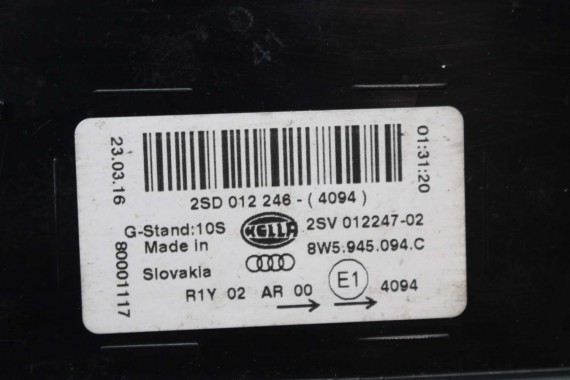 2SD 012 246-(4094)
G-Stand:10S HELLA 2SV 012247-02
Made in 8W5.945.094.C
Slovakia
R1Y 02 AR 00 E1 4094
23.03.16 80001117
01:31:20